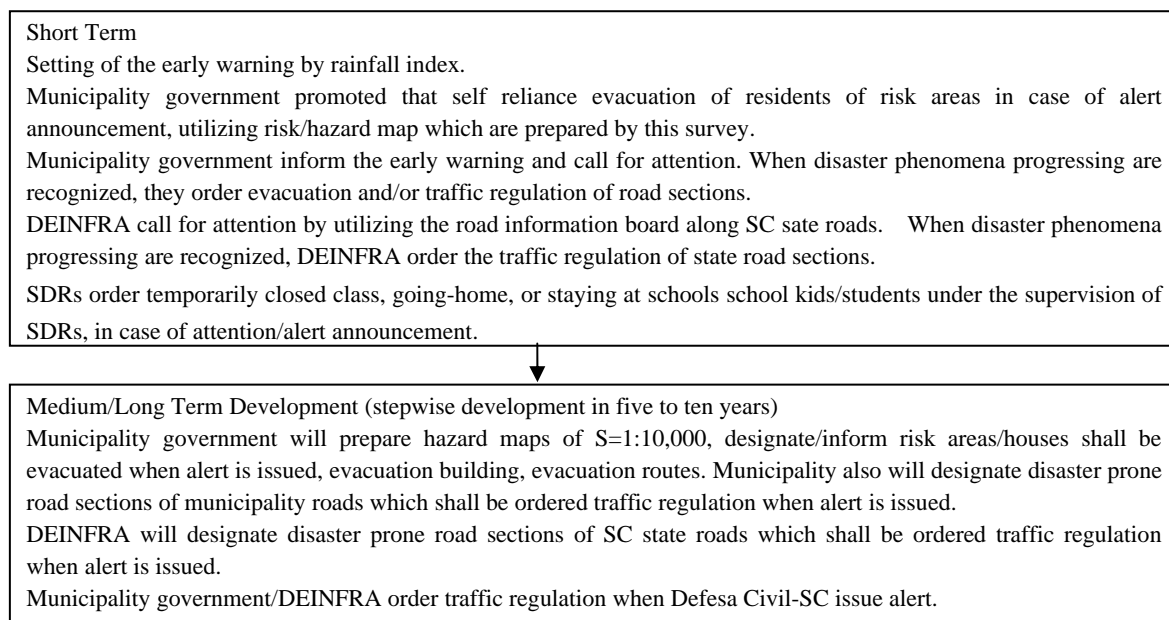 Short Term
Setting of the early warning by rainfall index.
Municipality government promoted that self reliance evacuation of residents of risk areas in case of alert
announcement, utilizing risk/hazard map which are prepared by this survey.
Municipality government inform the early warning and call for attention. When disaster phenomena progressing are
recognized, they order evacuation and/or traffic regulation of road sections.
DEINFRA call for attention by utilizing the road information board along SC sate roads. When disaster phenomena
progressing are recognized, DEINFRA order the traffic regulation of state road sections.
SDRs order temporarily closed class, going-home, or staying at schools school kids/students under the supervision of
SDRs, in case of attention/alert announcement.
Medium/Long Term Development (stepwise development in five to ten years)
Municipality government will prepare hazard maps of S=1:10,000, designate/inform risk areas/houses shall be
evacuated when alert is issued, evacuation building, evacuation routes. Municipality also will designate disaster prone
road sections of municipality roads which shall be ordered traffic regulation when alert is issued.
DEINFRA will designate disaster prone road sections of SC state roads which shall be ordered traffic regulation
when alert is issued.
Municipality government/DEINFRA order traffic regulation when Defesa Civil-SC issue alert.